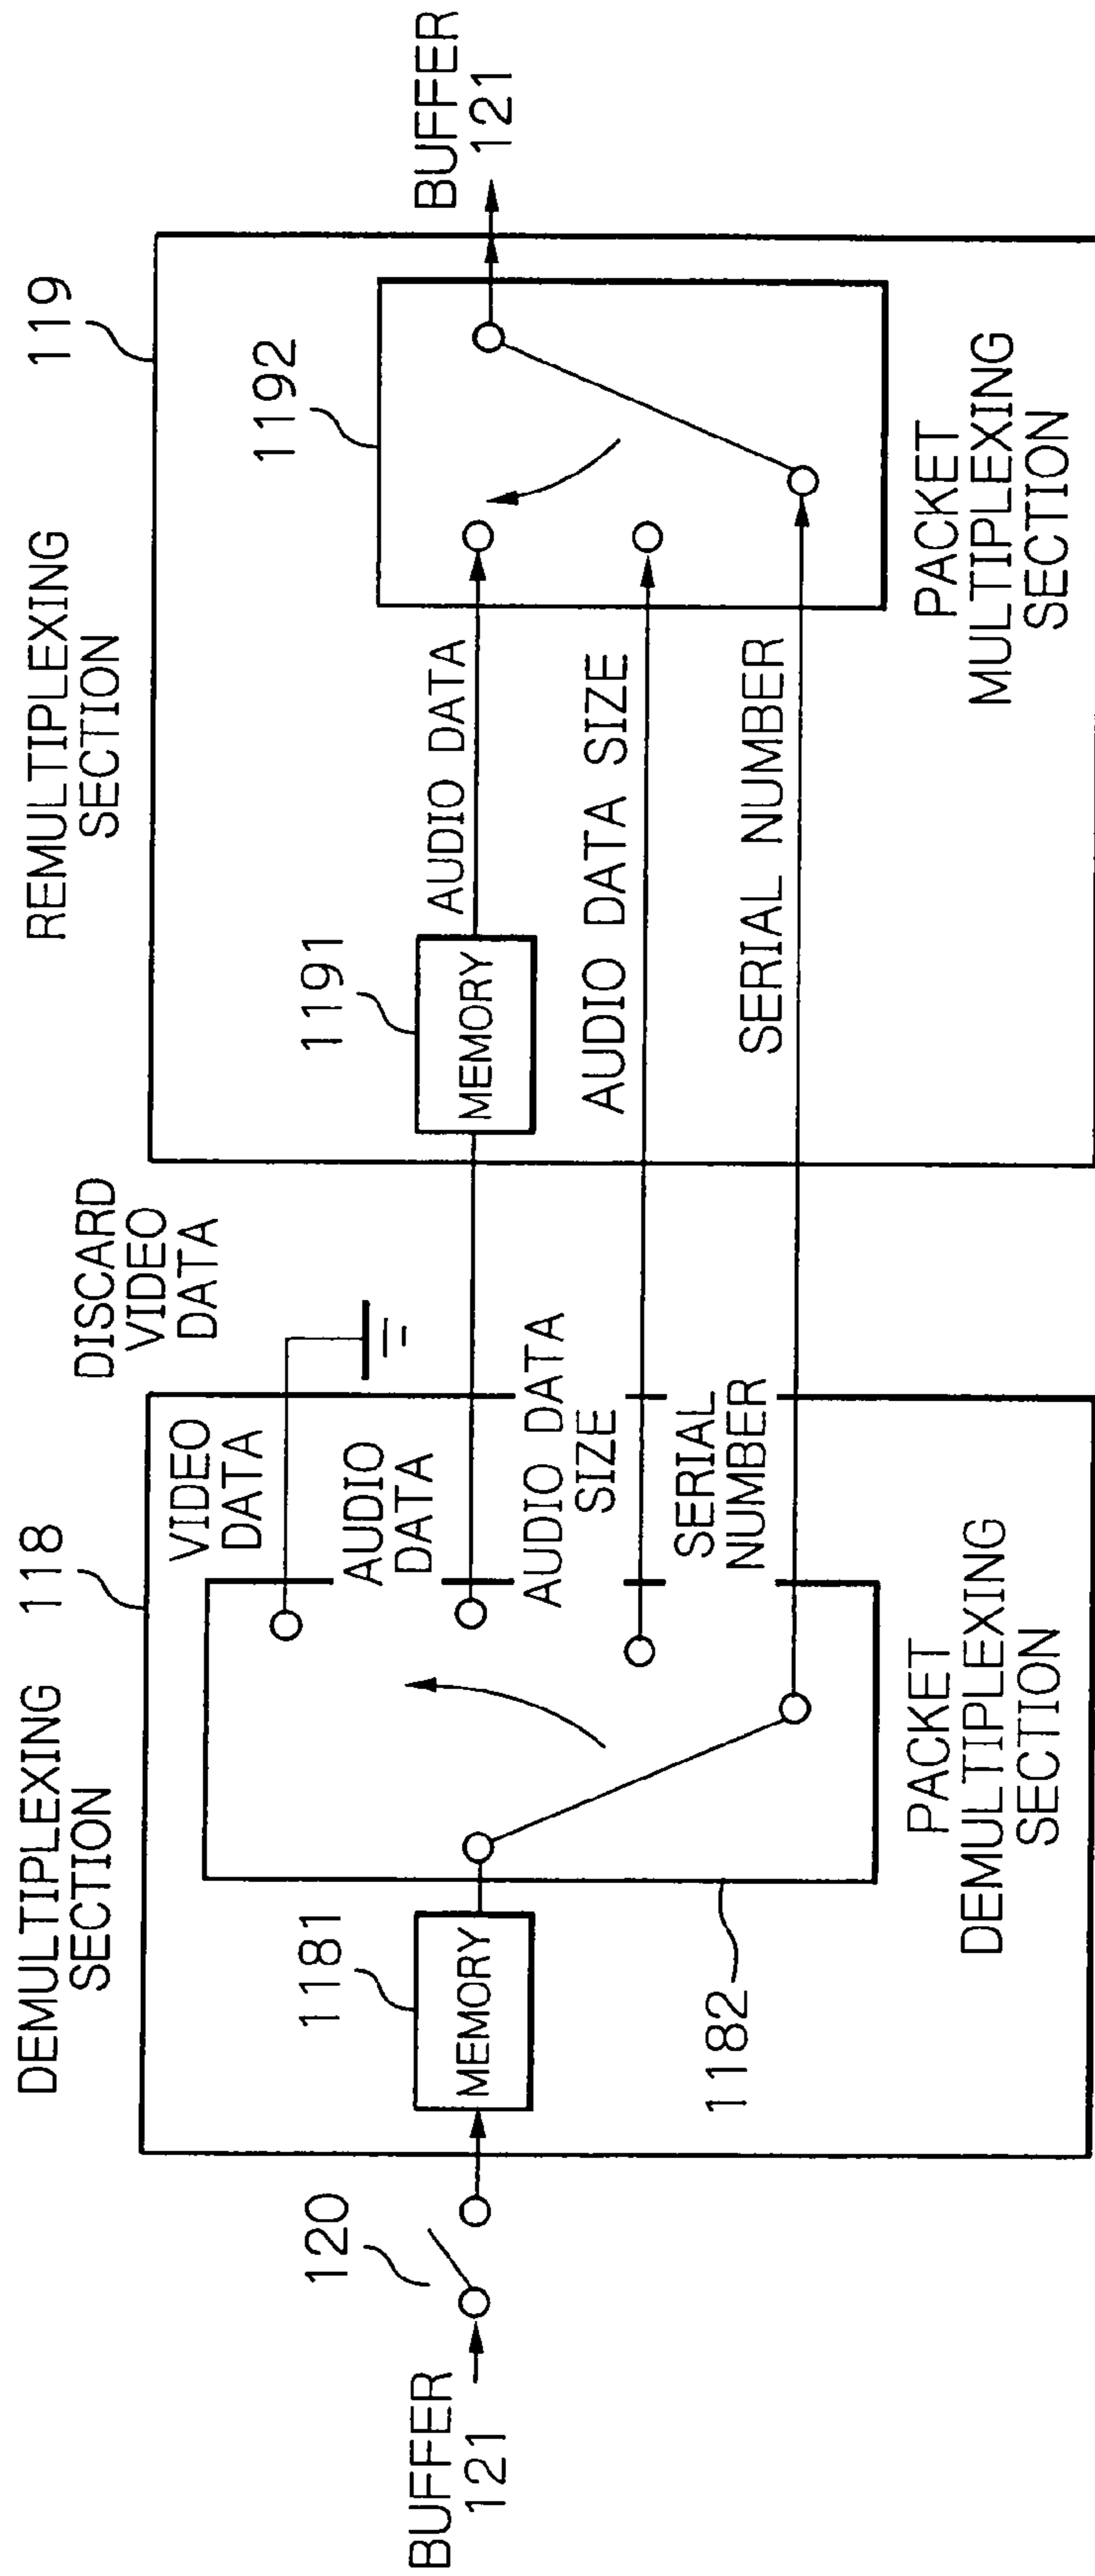 DEMULTIPLEXING
SECTION
118
REMULTIPLEXING
SECTION
119
DISCARD
VIDEO
DATA
BUFFER
121
120
1181
MEMORY
1182
PACKET
DEMULTIPLEXING
SECTION
VIDEO
DATA
AUDIO
DATA
AUDIO DATA
SIZE
SERIAL
NUMBER
1191
MEMORY
AUDIO DATA
AUDIO DATA SIZE
SERIAL NUMBER
1192
PACKET
MULTIPLEXING
SECTION
BUFFER
121